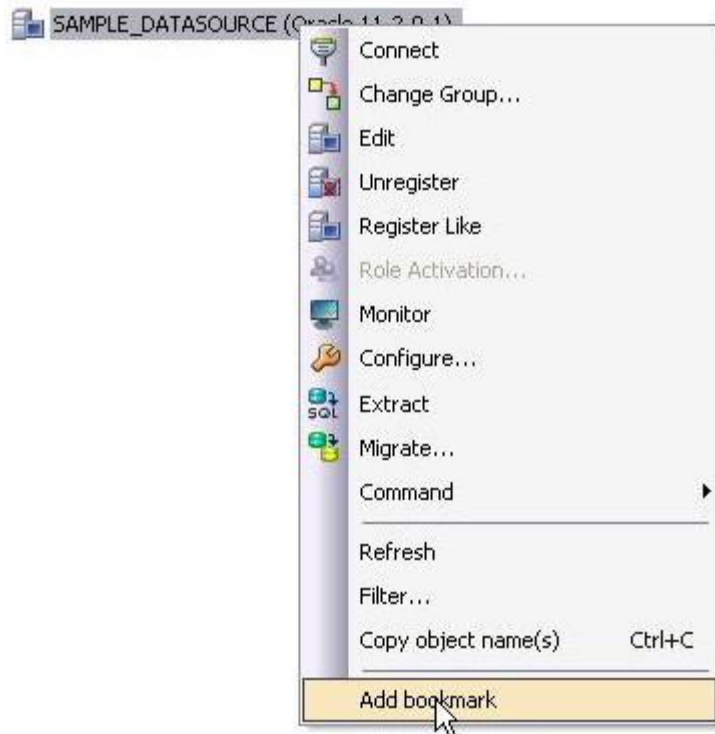 SAMPLE_DATASOURCE (Oracle 11.2.0.1)
Connect
Change Group...
Edit
Unregister
Register Like
Role Activation...
Monitor
Configure...
SQL Extract
Migrate...
Command
Refresh
Filter...
Copy object name(s) Ctrl+C
Add bookmark